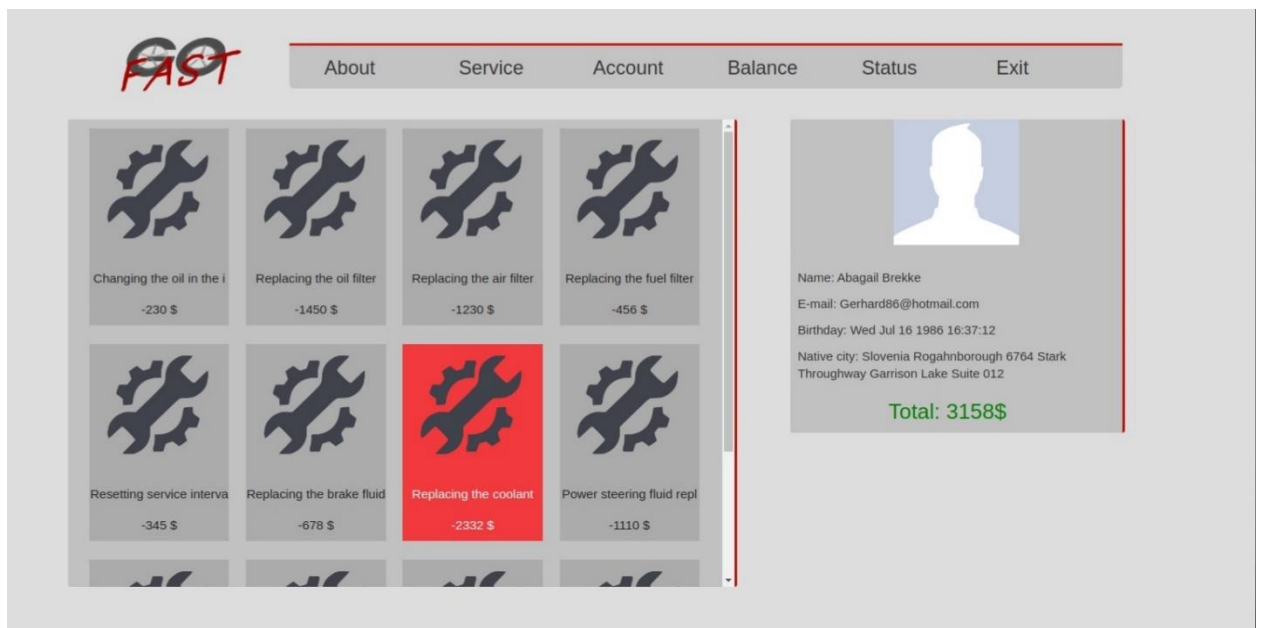 GO
FAST
About Service Account Balance Status Exit
Changing the oil in the i
-230 $
Replacing the oil filter
-1450 $
Replacing the air filter
-1230 $
Replacing the fuel filter
-456 $
Resetting service interva
-345 $
Replacing the brake fluid
-678 $
Replacing the coolant
-2332 $
Power steering fluid repl
-1110 $
Name: Abagail Brekke
E-mail: Gerhard86@hotmail.com
Birthday: Wed Jul 16 1986 16:37:12
Native city: Slovenia Rogahnborough 6764 Stark
Throughway Garrison Lake Suite 012
Total: 3158$